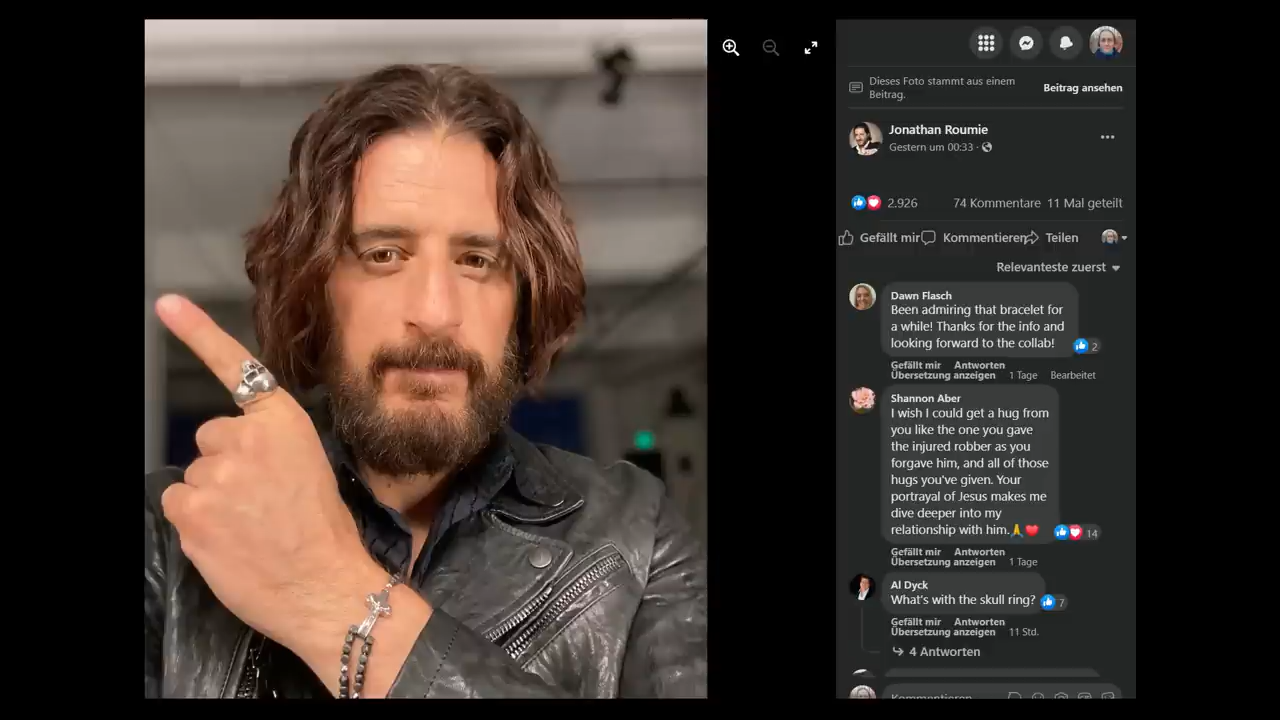 Dieses Foto stammt aus einem
Beitrag.
Beitrag ansehen
Jonathan Roumie
Gestern um 00:33 ·
2.926
74 Kommentare
11 Mal geteilt
Gefällt mir
Kommentieren
Teilen
Relevanteste zuerst
Dawn Flasch
Been admiring that bracelet for
a while! Thanks for the info and
looking forward to the collab!
2
Gefällt mir
Antworten
Übersetzung anzeigen
1 Tage
Bearbeitet
Shannon Aber
I wish I could get a hug from
you like the one you gave
the injured robber as you
forgave him, and all of those
hugs you've given. Your
portrayal of Jesus makes me
dive deeper into my
relationship with him.🙏❤️
14
Gefällt mir
Antworten
Übersetzung anzeigen
1 Tage
Al Dyck
What's with the skull ring?
7
Gefällt mir
Antworten
Übersetzung anzeigen
11 Std.
4 Antworten
Kommentieren